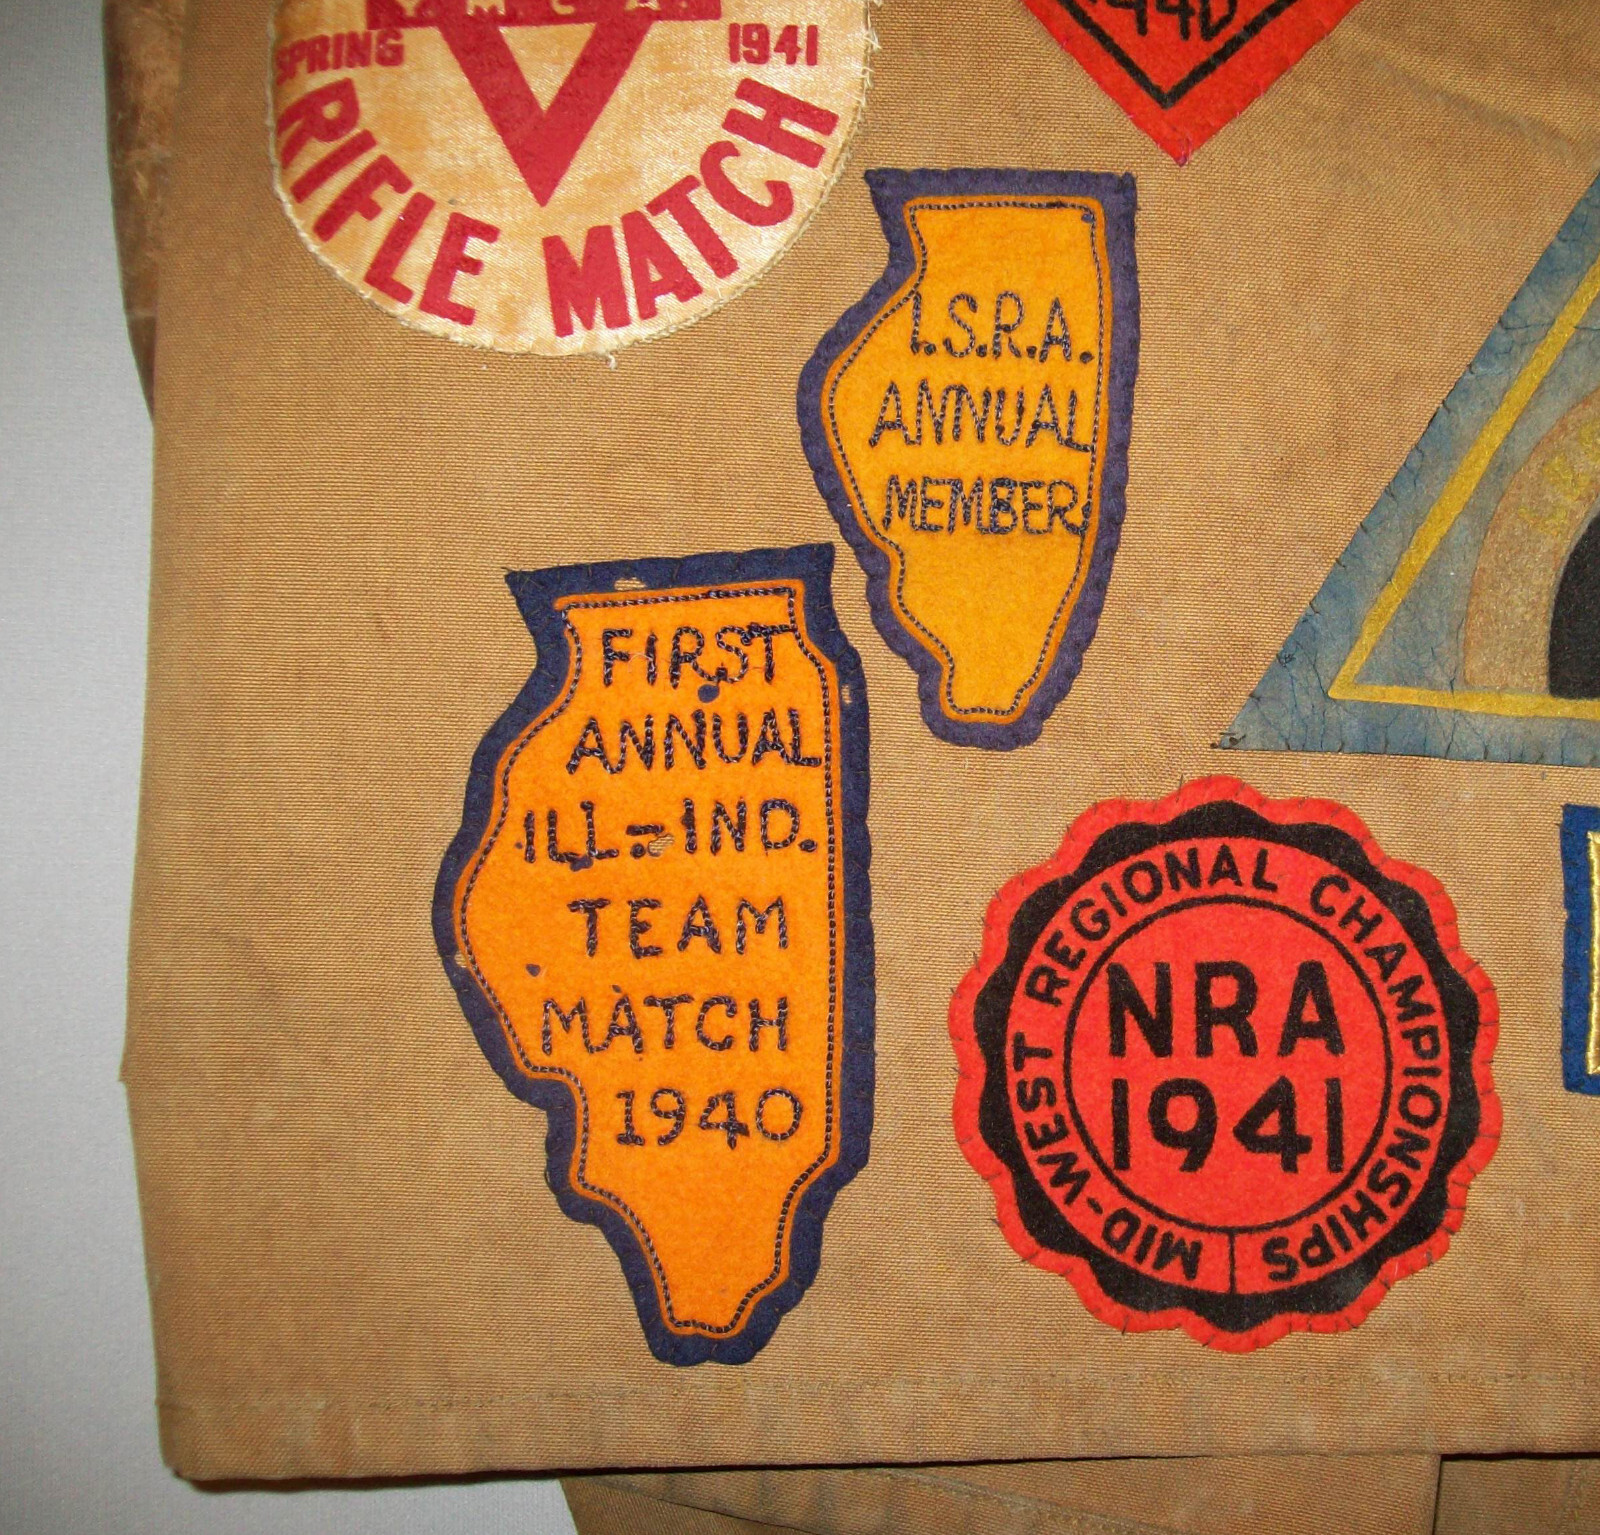 Y.M.C.A.
SPRING 1941
RIFLE MATCH
1940
I.S.R.A.
ANNUAL
MEMBER
FIRST
ANNUAL
ILL.-IND.
TEAM
MATCH
1940
MID-WEST REGIONAL CHAMPIONSHIPS
NRA
1941